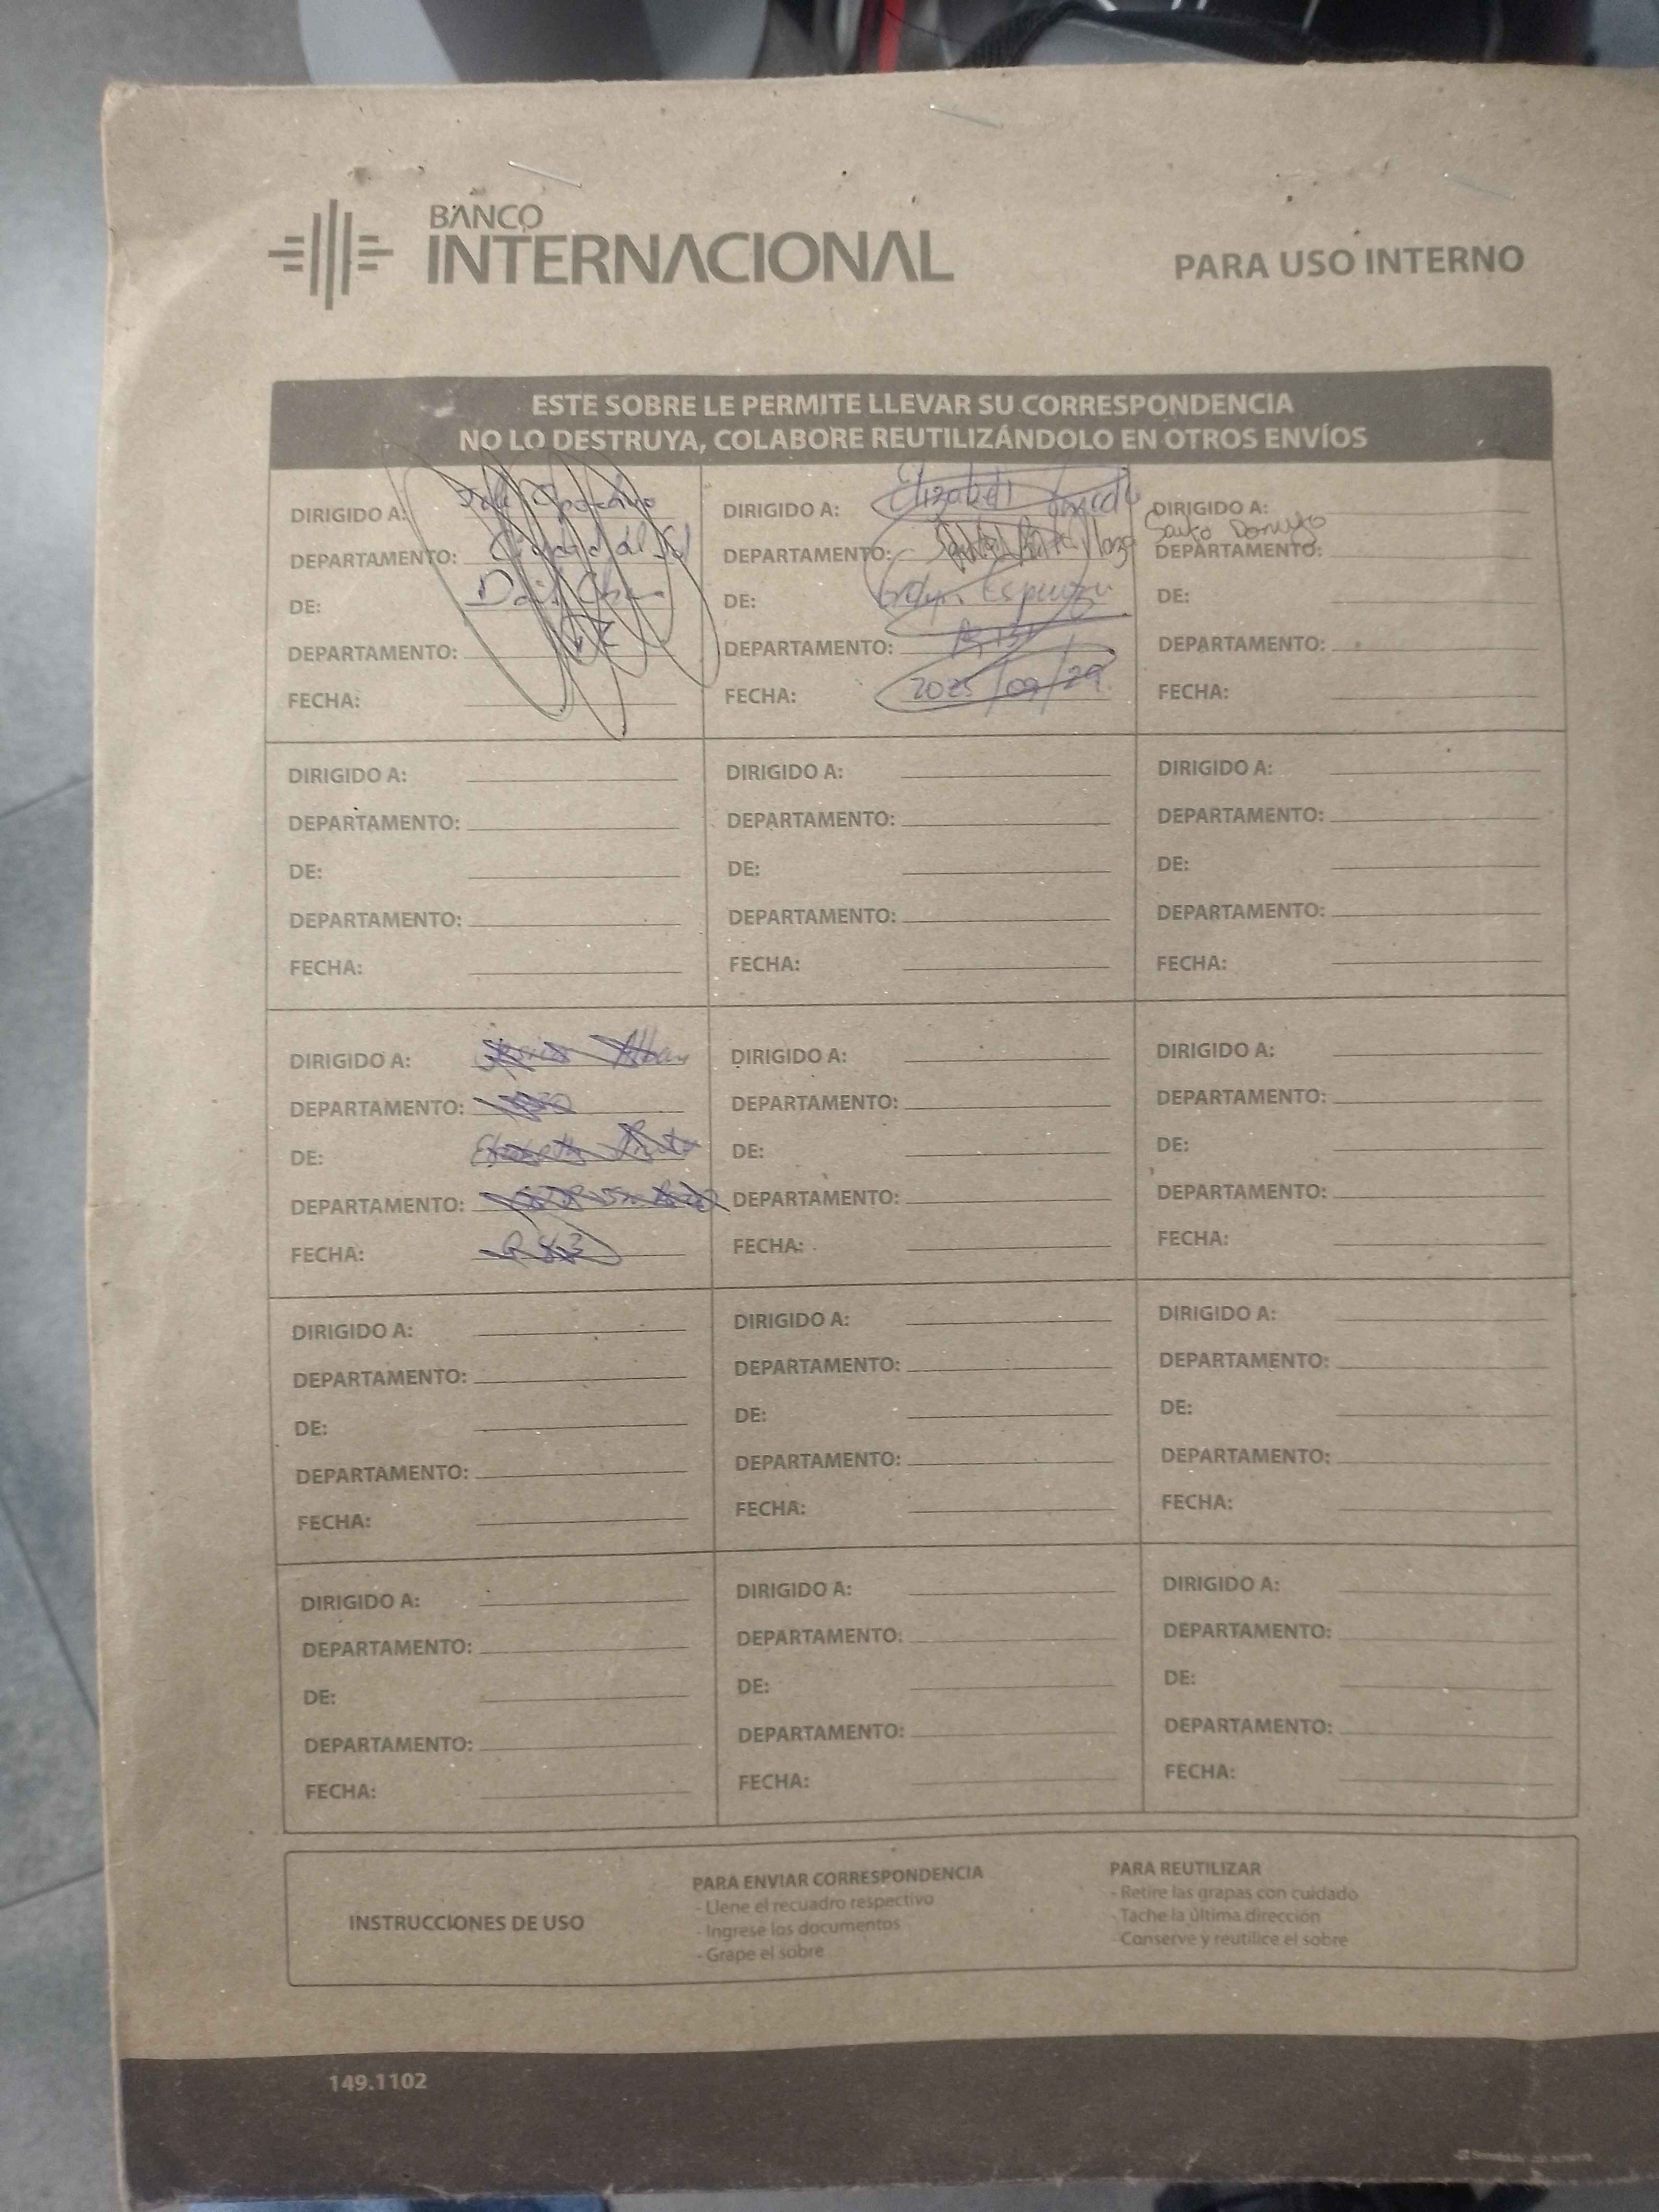 BANCO
INTERNACIONAL
PARA USO INTERNO
ESTE SOBRE LE PERMITE LLEVAR SU CORRESPONDENCIA
NO LO DESTRUYA, COLABORE REUTILIZÁNDOLO EN OTROS ENVÍOS
DIRIGIDO A:
DEPARTAMENTO:
DE:
DEPARTAMENTO:
FECHA:
DIRIGIDO A: Elizabeth
DEPARTAMENTO:
DE:
DEPARTAMENTO:
FECHA: 2025/09/29
DIRIGIDO A:
Santo Domingo
DEPARTAMENTO:
DE:
DEPARTAMENTO:
FECHA:
DIRIGIDO A:
DEPARTAMENTO:
DE:
DEPARTAMENTO:
FECHA:
DIRIGIDO A:
DEPARTAMENTO:
DE:
DEPARTAMENTO:
FECHA:
DIRIGIDO A:
DEPARTAMENTO:
DE:
DEPARTAMENTO:
FECHA:
DIRIGIDO A:
DEPARTAMENTO:
DE:
DEPARTAMENTO:
FECHA:
DIRIGIDO A:
DEPARTAMENTO:
DE:
DEPARTAMENTO:
FECHA:
DIRIGIDO A:
DEPARTAMENTO:
DE:
DEPARTAMENTO:
FECHA:
DIRIGIDO A:
DEPARTAMENTO:
DE:
DEPARTAMENTO:
FECHA:
DIRIGIDO A:
DEPARTAMENTO:
DE:
DEPARTAMENTO:
FECHA:
DIRIGIDO A:
DEPARTAMENTO:
DE:
DEPARTAMENTO:
FECHA:
DIRIGIDO A:
DEPARTAMENTO:
DE:
DEPARTAMENTO:
FECHA:
DIRIGIDO A:
DEPARTAMENTO:
DE:
DEPARTAMENTO:
FECHA:
DIRIGIDO A:
DEPARTAMENTO:
DE:
DEPARTAMENTO:
FECHA:
INSTRUCCIONES DE USO
PARA ENVIAR CORRESPONDENCIA
- Llene el recuadro respectivo
- Ingrese los documentos
- Grape el sobre
PARA REUTILIZAR
- Retire las grapas con cuidado
- Tache la última dirección
- Conserve y reutilice el sobre
149.1102